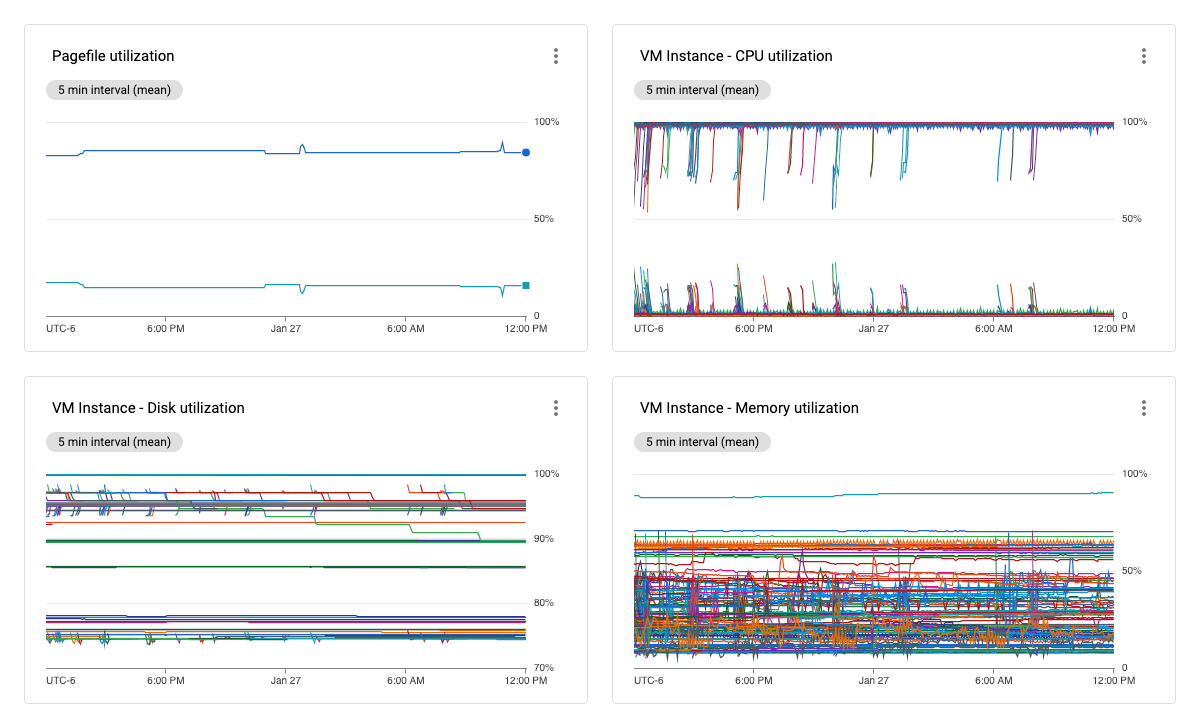 Pagefile utilization
5 min interval (mean)
100%
50%
0
UTC-6 6:00 PM Jan 27 6:00 AM 12:00 PM
VM Instance - CPU utilization
5 min interval (mean)
100%
50%
0
UTC-6 6:00 PM Jan 27 6:00 AM 12:00 PM
VM Instance - Disk utilization
5 min interval (mean)
100%
90%
80%
70%
UTC-6 6:00 PM Jan 27 6:00 AM 12:00 PM
VM Instance - Memory utilization
5 min interval (mean)
100%
50%
0
UTC-6 6:00 PM Jan 27 6:00 AM 12:00 PM